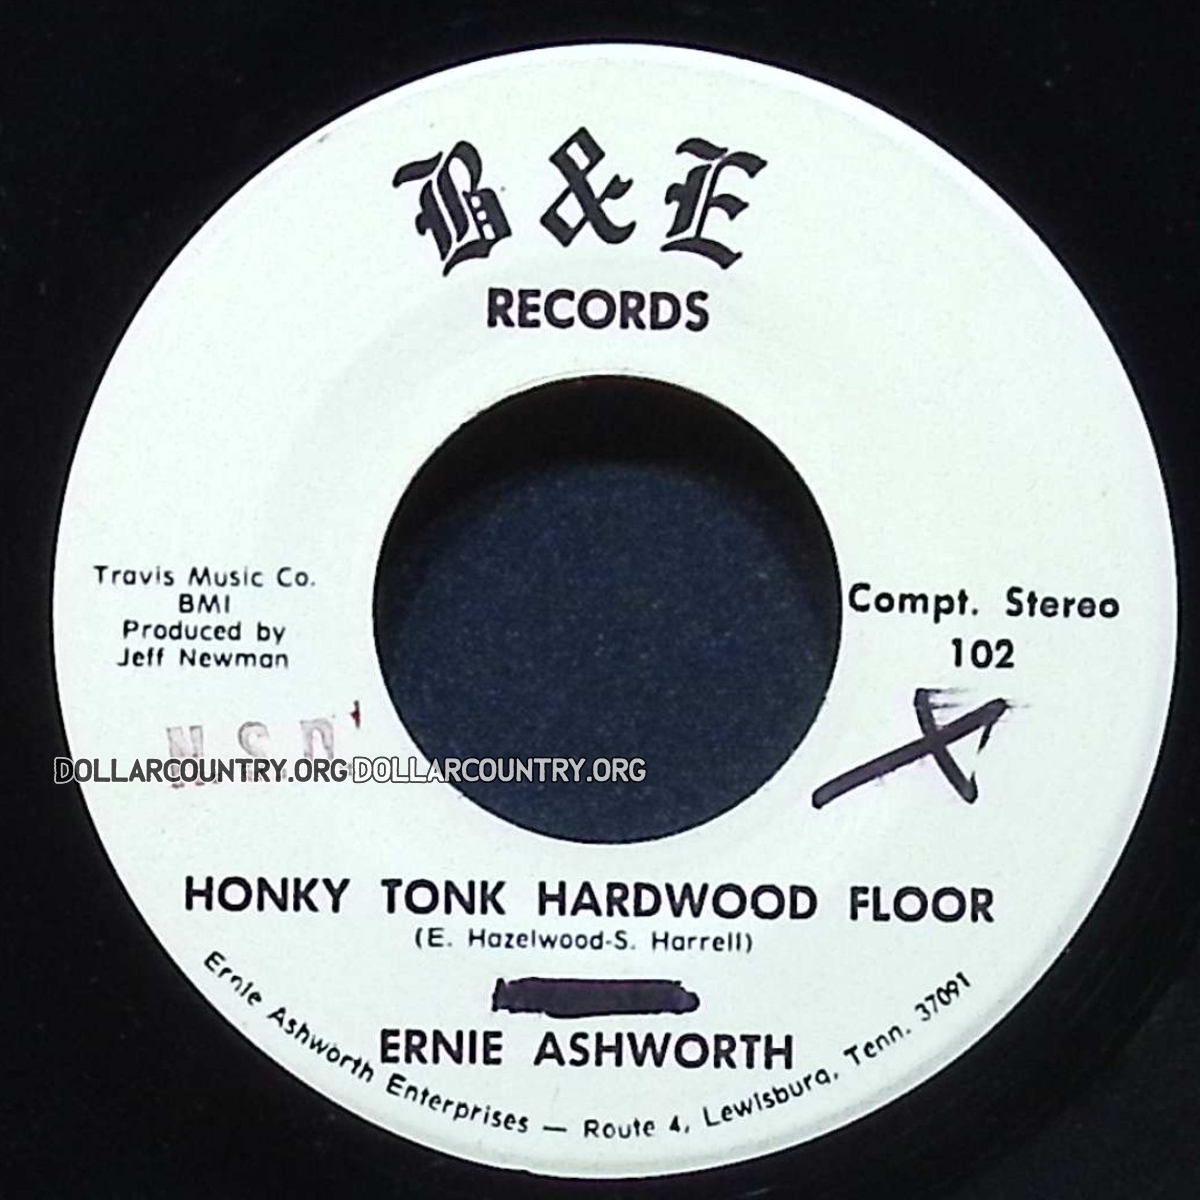 B & E
RECORDS
Travis Music Co.
BMI
Produced by
Jeff Newman
Compt. Stereo
102
N.S.D.
DOLLARCOUNTRY.ORG DOLLARCOUNTRY.ORG
HONKY TONK HARDWOOD FLOOR
(E. Hazelwood-S. Harrell)
ERNIE ASHWORTH
Ernie Ashworth Enterprises — Route 4, Lewisburg, Tenn. 37091